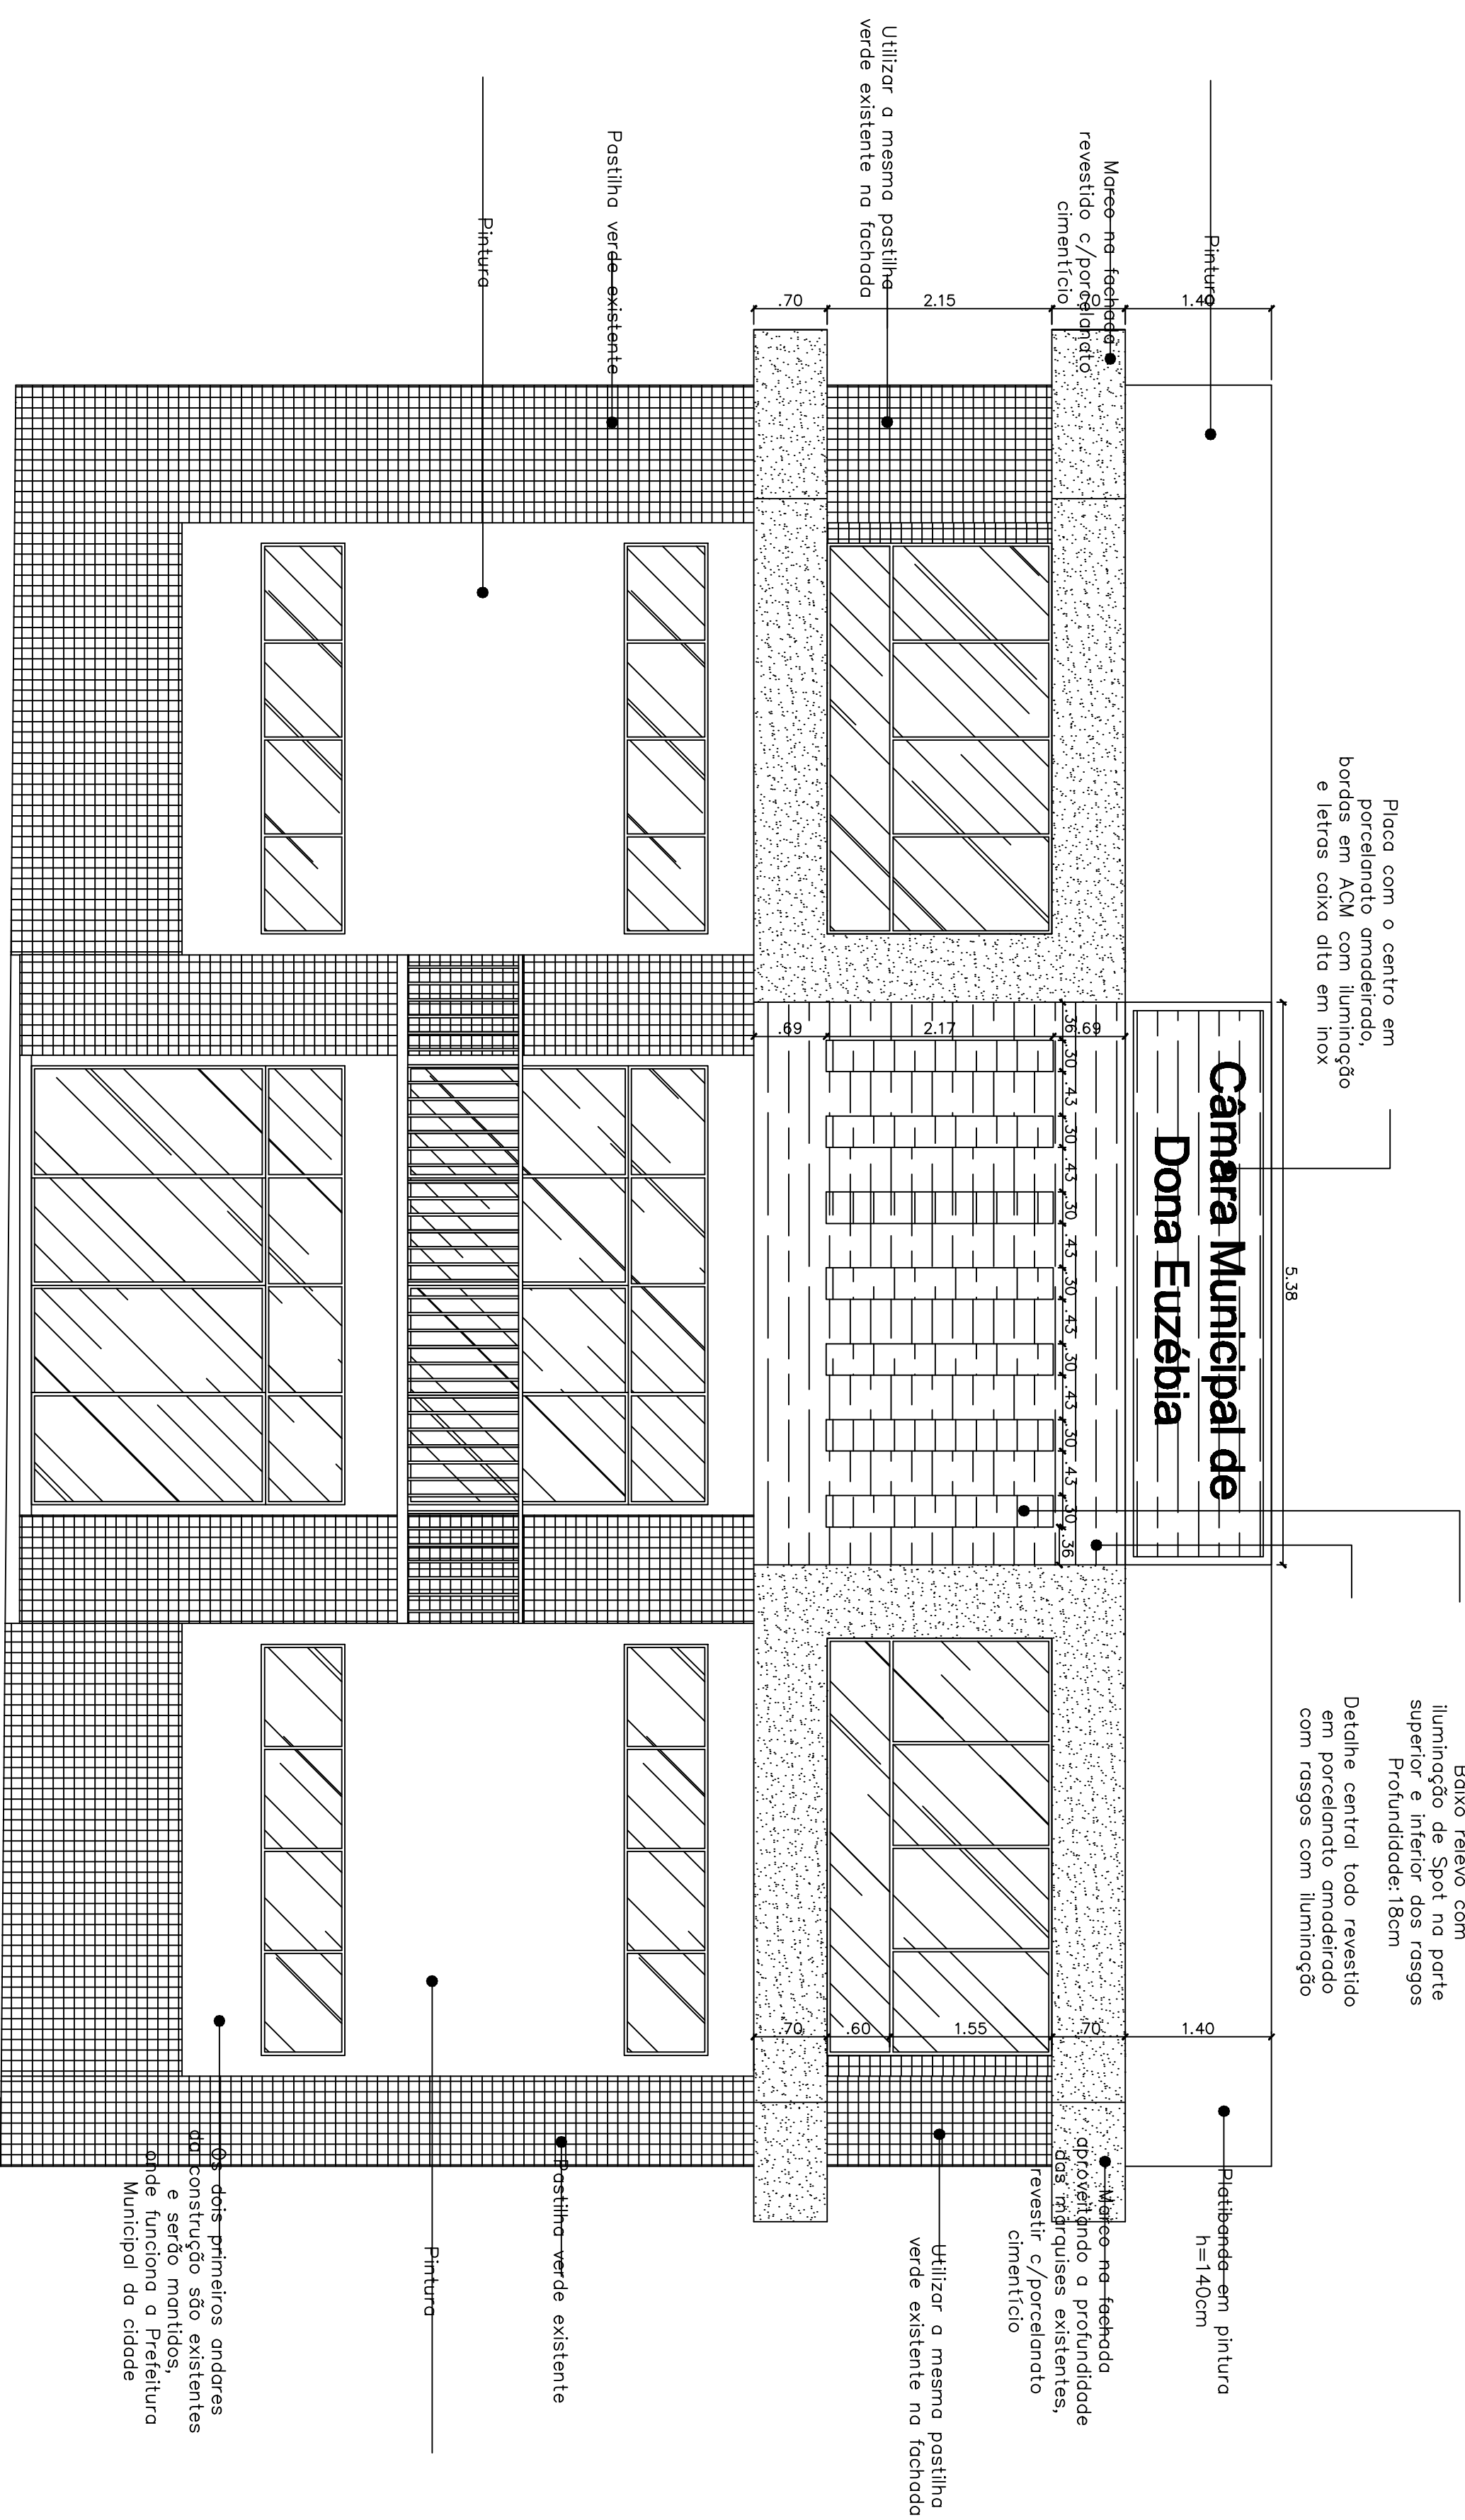 Placa com o centro em
porcelanato amadeirado,
bordas em ACM com iluminação
e letras caixa alta em inox
Baixo relevo com
iluminação de Spot na parte
superior e inferior dos rasgos
Profundidade:18cm
Detalhe central todo revestido
em porcelanato amadeirado
com rasgos com iluminação
5.38
Câmara Municipal de
Dona Euzébia
Pintura
1.40
Marco na fachada
revestido c/porcelanato
cimentício
.70
Utilizar a mesma pastilha
verde existente na fachada
2.15
.70
Pastilha verde existente
Pintura
.69
.36
.30
.43
.30
.43
.30
.43
.30
.43
.30
.43
.30
.43
.30
.36
2.17
.69
1.40
.70
1.55
.60
.70
Platibanda em pintura
h=140cm
Marco na fachada
aproveitando a profundidade
das marquises existentes,
revestir c/porcelanato
cimentício
Utilizar a mesma pastilha
verde existente na fachada
Pastilha verde existente
Pintura
Os dois primeiros andares
da construção são existentes
e serão mantidos,
onde funciona a Prefeitura
Municipal da cidade